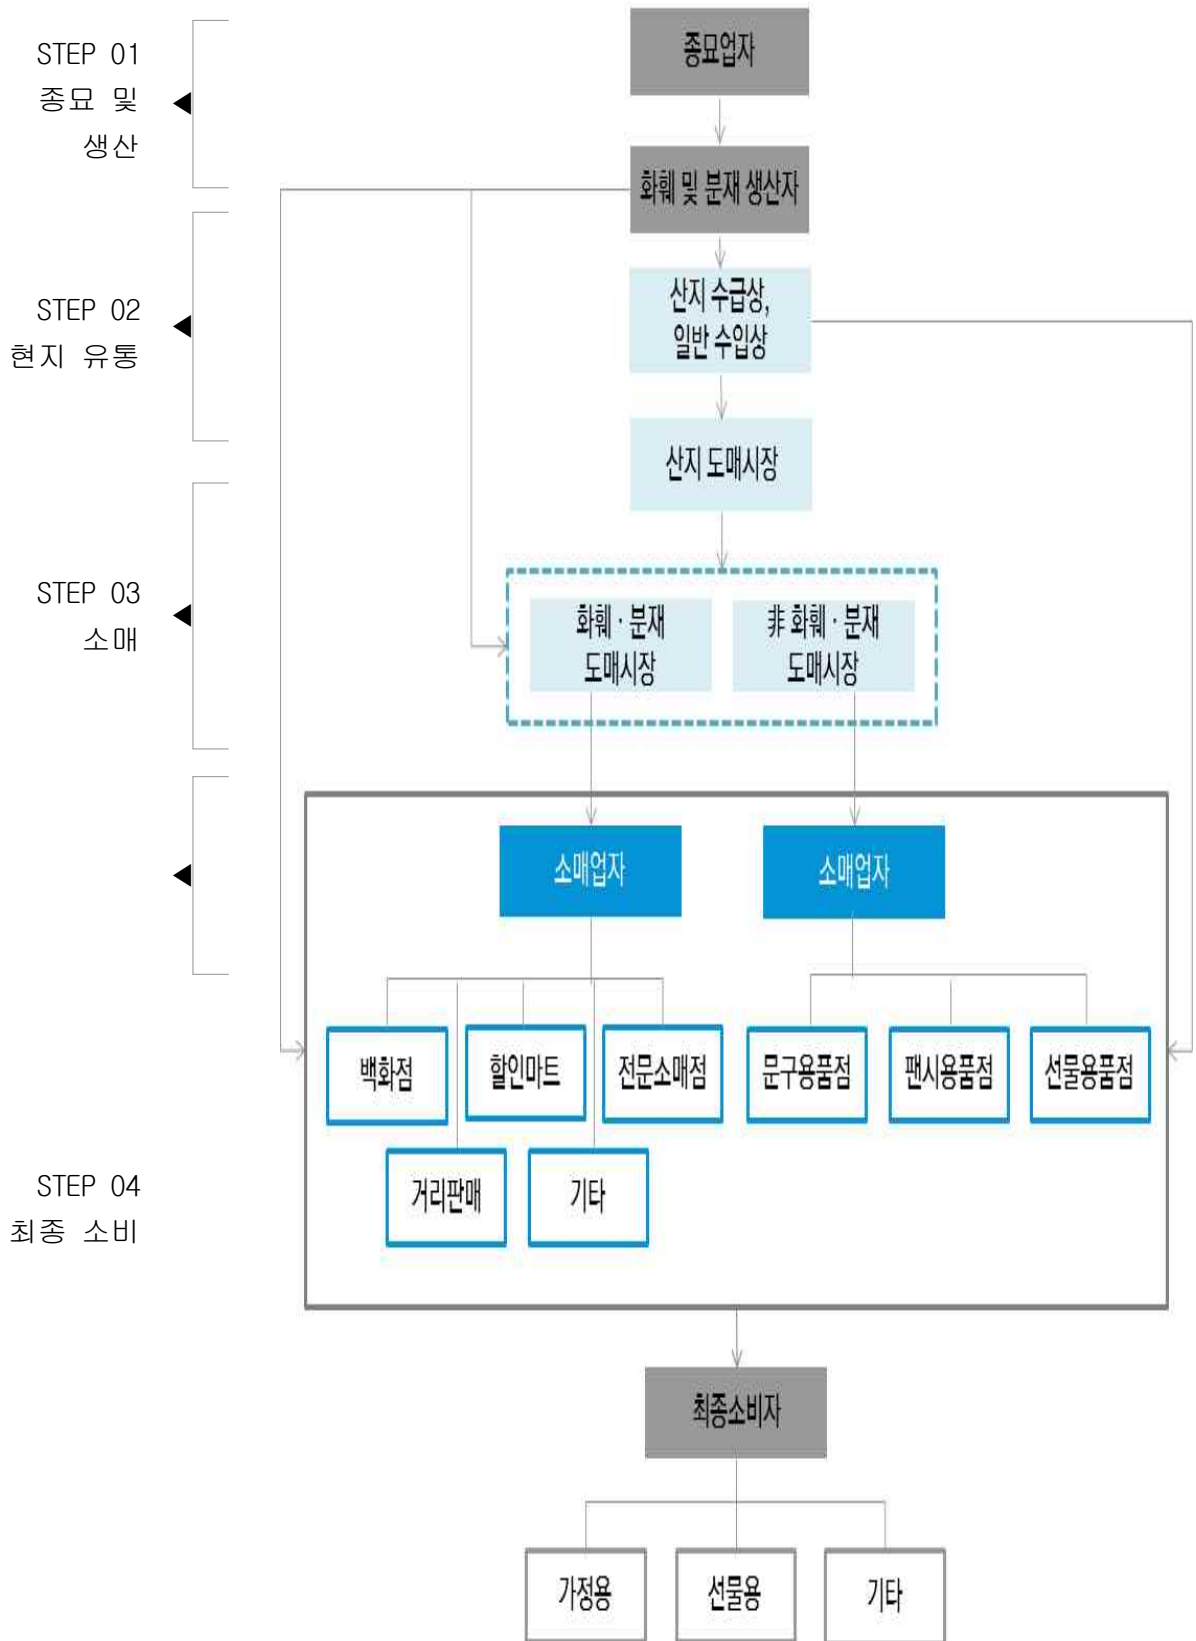 STEP 01
종묘 및
생산
종묘업자
화훼 및 분재 생산자
STEP 02
현지 유통
산지 수급상,
일반 수입상
산지 도매시장
STEP 03
소매
화훼 · 분재
도매시장
非 화훼 · 분재
도매시장
소매업자
소매업자
백화점
할인마트
전문소매점
문구용품점
팬시용품점
선물용품점
거리판매
기타
STEP 04
최종 소비
최종소비자
가정용
선물용
기타